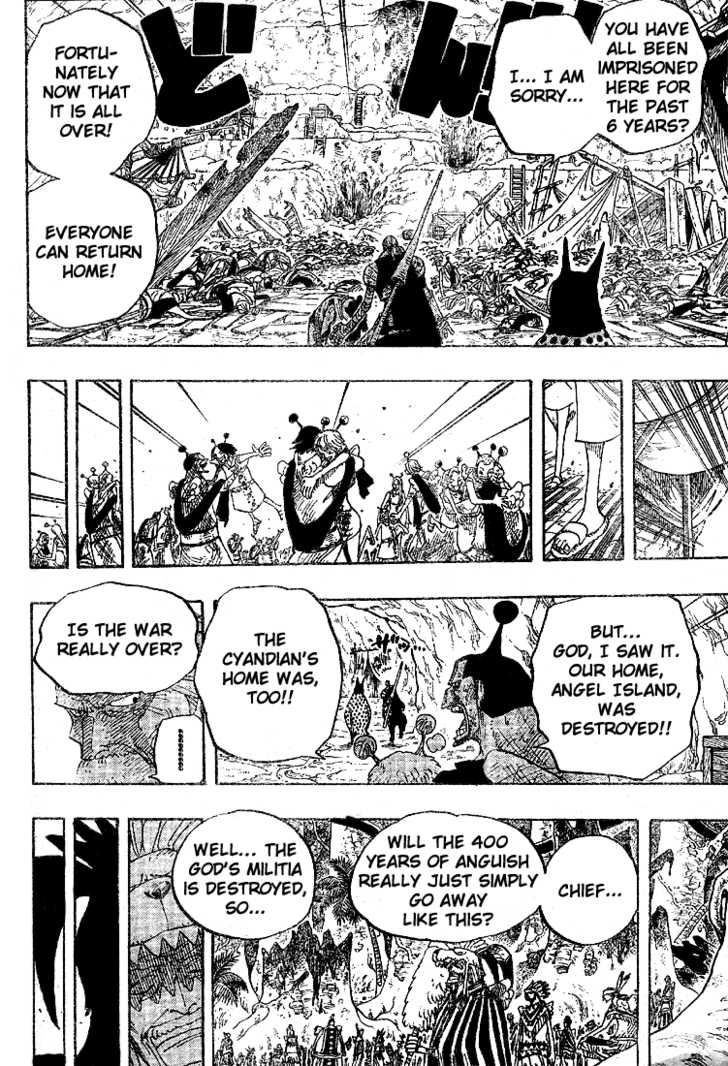 YOU HAVE
ALL BEEN
IMPRISONED
HERE FOR
THE PAST
6 YEARS?
I... I AM
SORRY...
FORTU-
NATELY
NOW THAT
IT IS ALL
OVER!
EVERYONE
CAN RETURN
HOME!
BUT...
GOD, I SAW IT.
OUR HOME,
ANGEL ISLAND,
WAS
DESTROYED!!
THE
CYANDIAN'S
HOME WAS,
TOO!!
IS THE WAR
REALLY OVER?
CHIEF...
WILL THE 400
YEARS OF ANGUISH
REALLY JUST SIMPLY
GO AWAY
LIKE THIS?
WELL... THE
GOD'S MILITIA
IS DESTROYED,
SO...